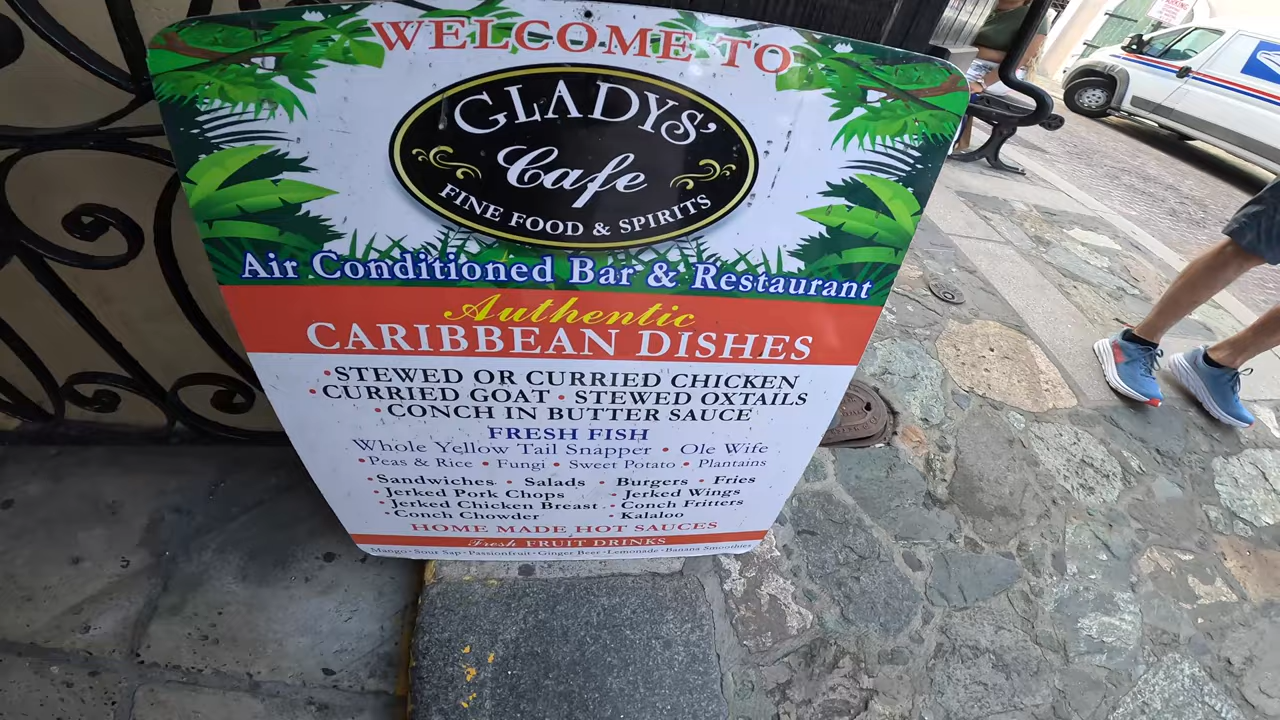 WELCOME TO
GLADYS'
Cafe
FINE FOOD & SPIRITS
Air Conditioned Bar & Restaurant
Authentic
CARIBBEAN DISHES
•STEWED OR CURRIED CHICKEN
•CURRIED GOAT • STEWED OXTAILS
•CONCH IN BUTTER SAUCE
FRESH FISH
Whole Yellow Tail Snapper • Ole Wife
•Peas & Rice • Fungi • Sweet Potato • Plantains
•Sandwiches • Salads • Burgers • Fries
•Jerked Pork Chops • Jerked Wings
•Jerked Chicken Breast • Conch Fritters
•Conch Chowder • Kalaloo
HOME MADE HOT SAUCES
Fresh FRUIT DRINKS
Mango•Sour Sap•Passionfruit•Ginger Beer•Lemonade•Banana Smoothies